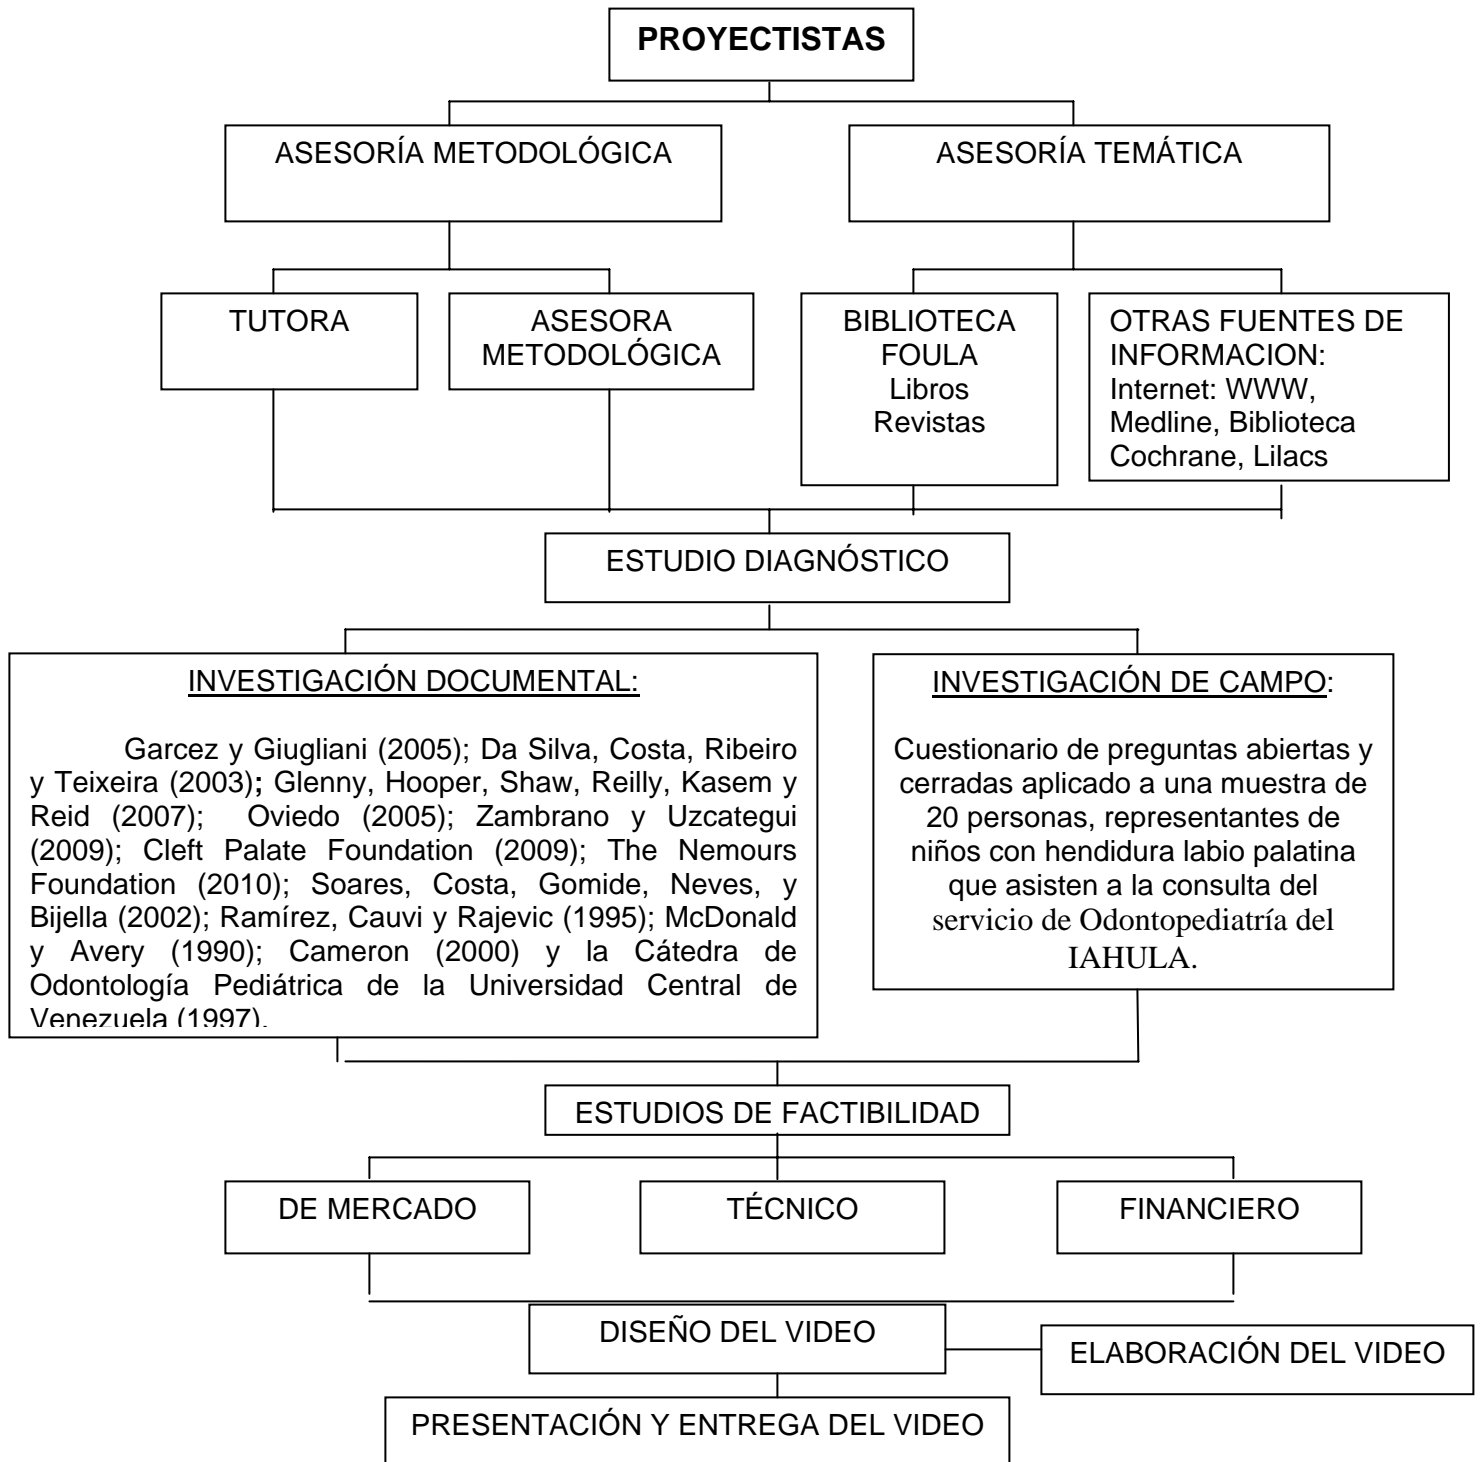 PROYECTISTAS
ASESORÍA METODOLÓGICA
ASESORÍA TEMÁTICA
TUTORA
ASESORA
METODOLÓGICA
BIBLIOTECA
FOULA
Libros
Revistas
OTRAS FUENTES DE
INFORMACION:
Internet: WWW,
Medline, Biblioteca
Cochrane, Lilacs
ESTUDIO DIAGNÓSTICO
INVESTIGACIÓN DOCUMENTAL:
Garcez y Giugliani (2005); Da Silva, Costa, Ribeiro
y Teixeira (2003); Glenny, Hooper, Shaw, Reilly, Kasem y
Reid (2007); Oviedo (2005); Zambrano y Uzcategui
(2009); Cleft Palate Foundation (2009); The Nemours
Foundation (2010); Soares, Costa, Gomide, Neves, y
Bijella (2002); Ramírez, Cauvi y Rajevic (1995); McDonald
y Avery (1990); Cameron (2000) y la Cátedra de
Odontología Pediátrica de la Universidad Central de
Venezuela (1997).
INVESTIGACIÓN DE CAMPO:
Cuestionario de preguntas abiertas y
cerradas aplicado a una muestra de
20 personas, representantes de
niños con hendidura labio palatina
que asisten a la consulta del
servicio de Odontopediatría del
IAHULA.
ESTUDIOS DE FACTIBILIDAD
DE MERCADO
TÉCNICO
FINANCIERO
DISEÑO DEL VIDEO
ELABORACIÓN DEL VIDEO
PRESENTACIÓN Y ENTREGA DEL VIDEO